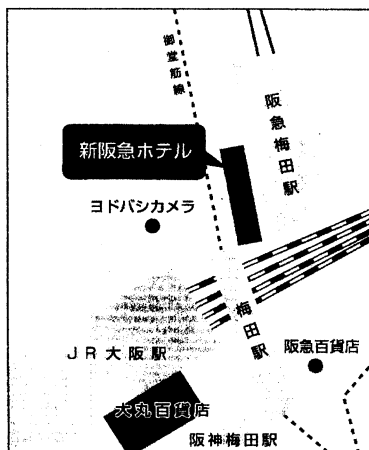 御堂筋線
阪急梅田駅
新阪急ホテル
ヨドバシカメラ
梅田駅
JR大阪駅
阪急百貨店
大丸百貨店
阪神梅田駅